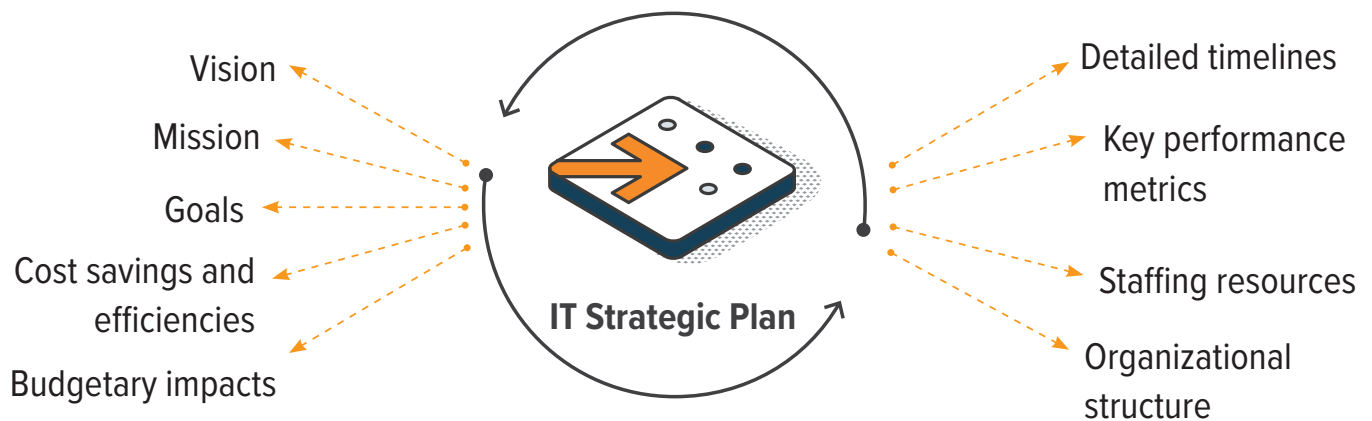 Vision
Mission
Goals
Cost savings and
efficiencies
Budgetary impacts
IT Strategic Plan
Detailed timelines
Key performance
metrics
Staffing resources
Organizational
structure